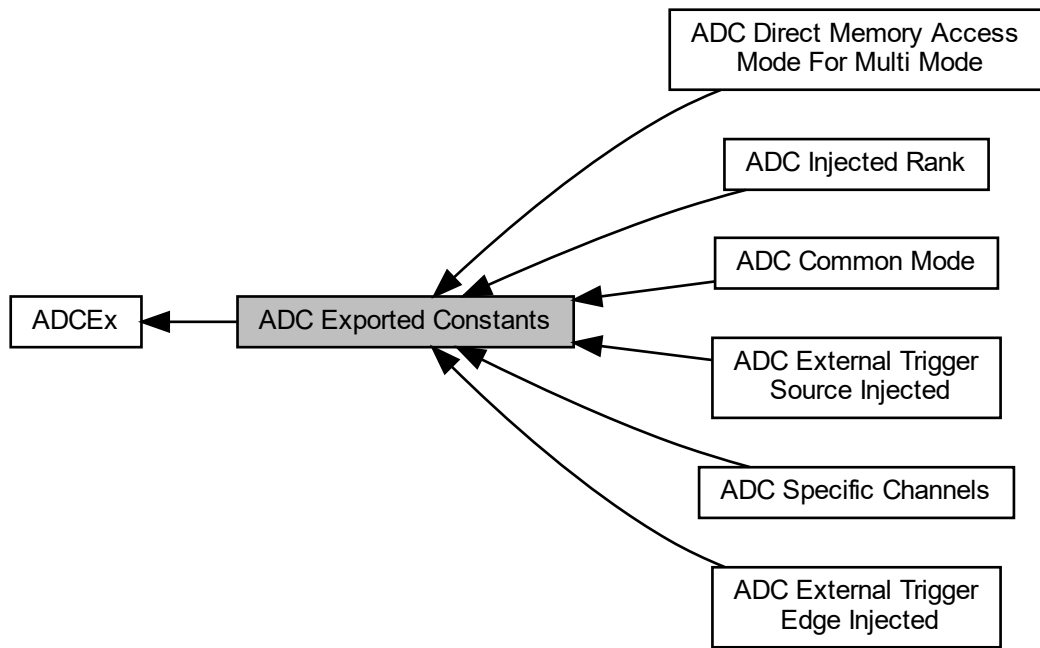 ADC Direct Memory Access
Mode For Multi Mode
ADC Injected Rank
ADC Common Mode
ADCEx
ADC Exported Constants
ADC External Trigger
Source Injected
ADC Specific Channels
ADC External Trigger
Edge Injected